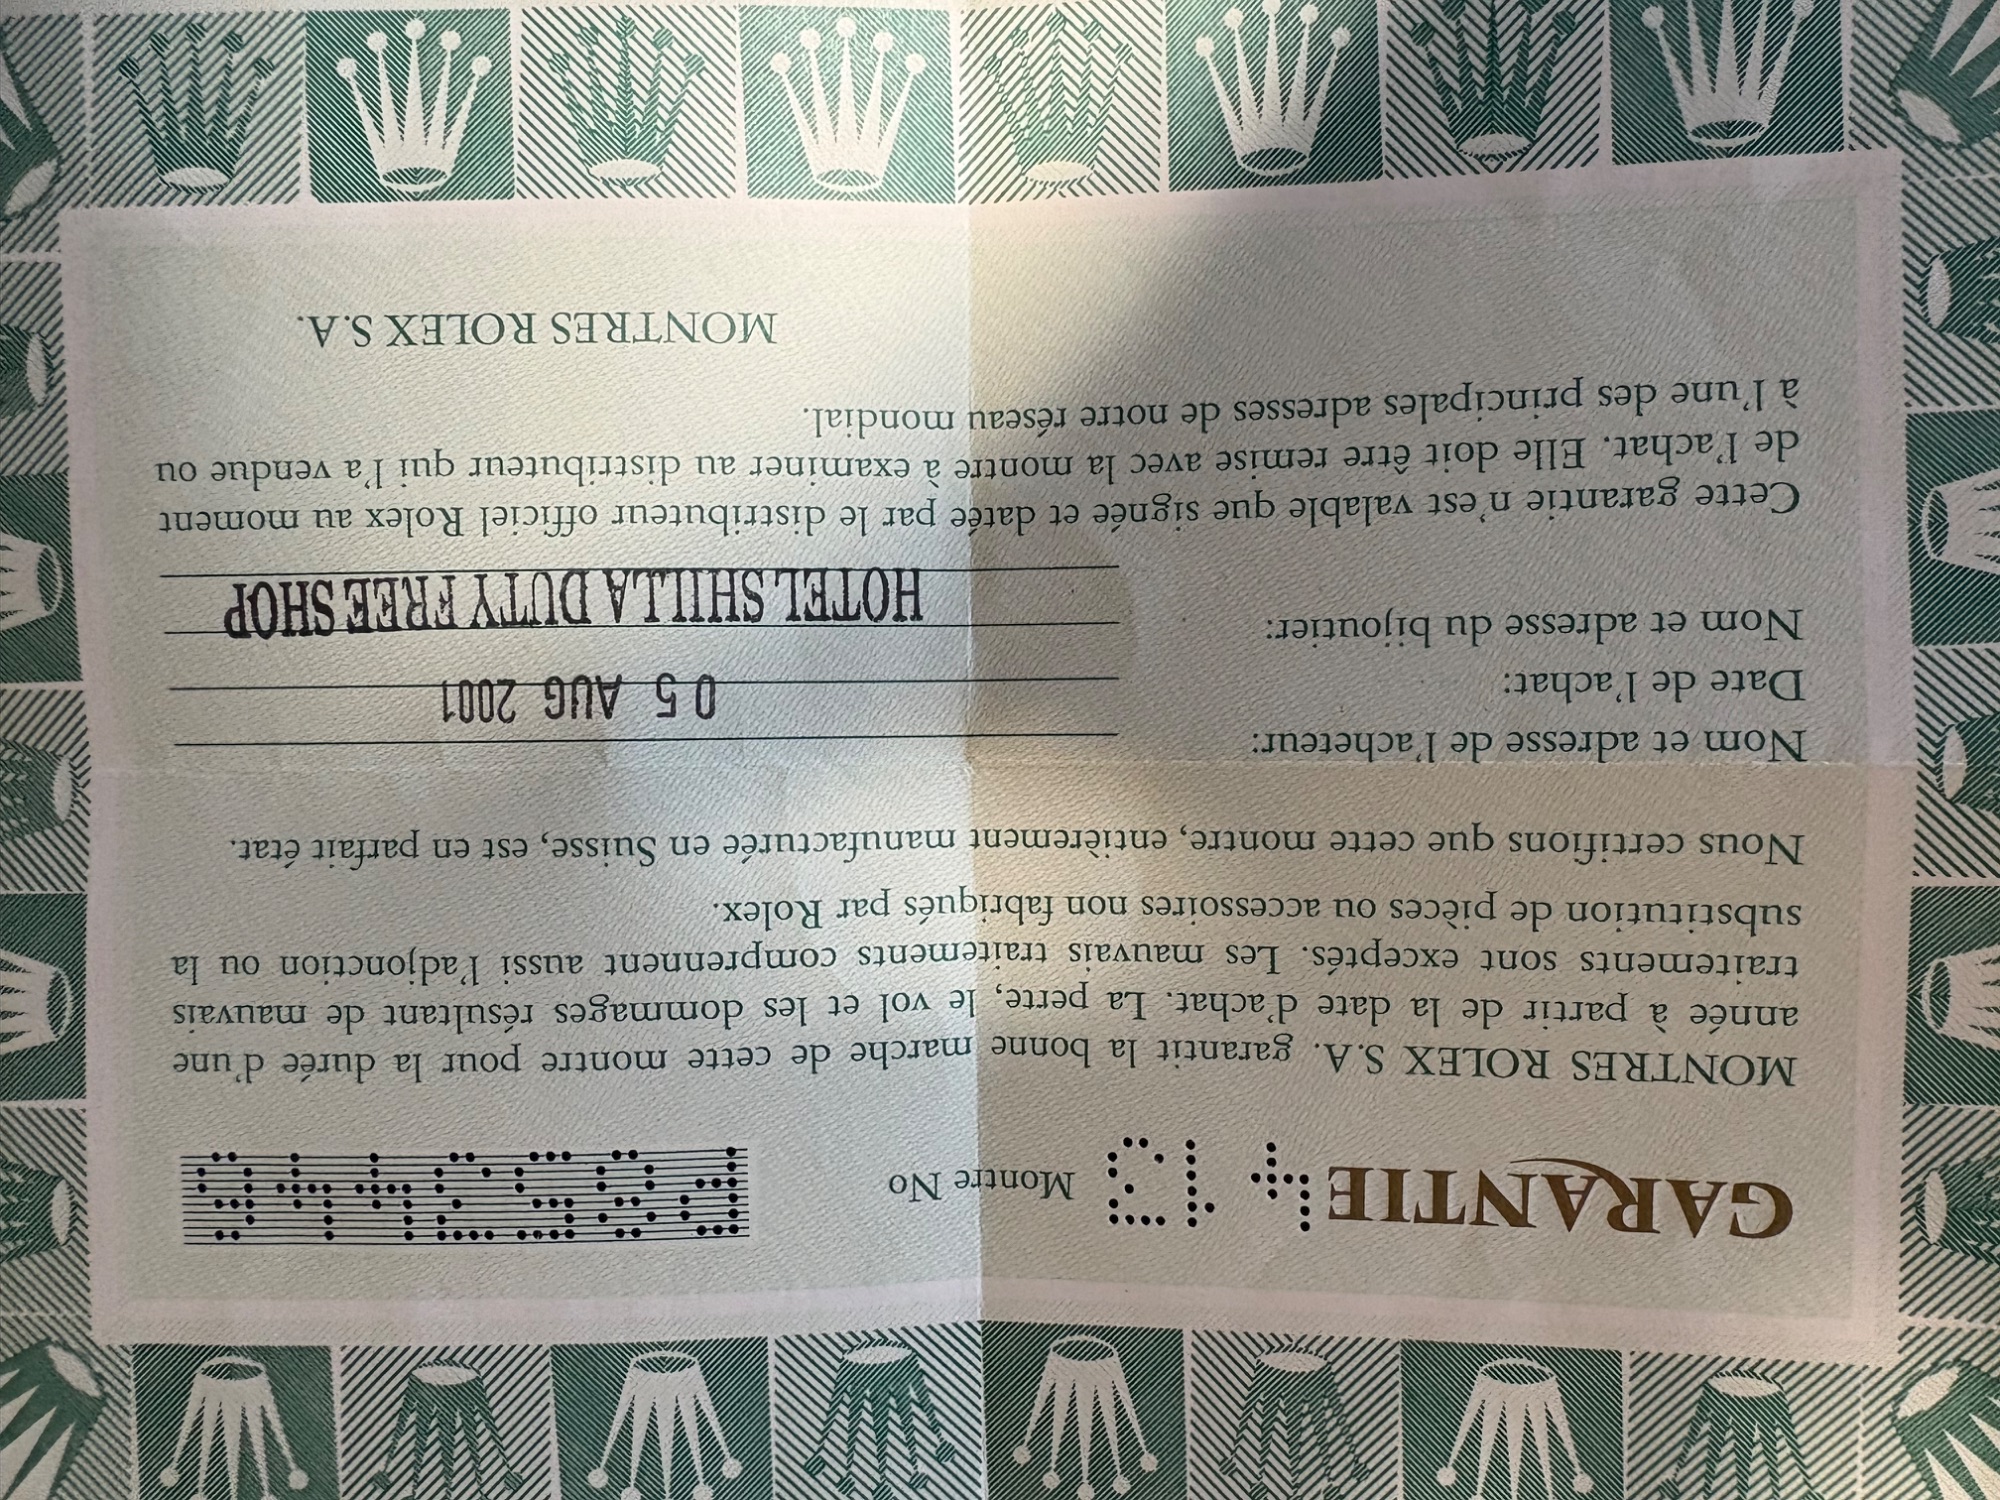 GARANTIE 413 Montre No
MONTRES ROLEX S.A. garantit la bonne marche de cette montre pour la durée d'une
année à partir de la date d'achat. La perte, le vol et les dommages résultant de mauvais
traitements sont exceptés. Les mauvais traitements comprennent aussi l'adjonction ou la
substitution de pièces ou accessoires non fabriqués par Rolex.
Nous certifions que cette montre, entièrement manufacturée en Suisse, est en parfait état.
Nom et adresse de l'acheteur:
Date de l'achat: 05 AUG 2001
Nom et adresse du bijoutier: HOTEL SHILLA DUTY FREE SHOP
Cette garantie n'est valable que signée et datée par le distributeur officiel Rolex au moment
de l'achat. Elle doit être remise avec la montre à examiner au distributeur qui l'a vendue ou
à l'une des principales adresses de notre réseau mondial.
MONTRES ROLEX S.A.